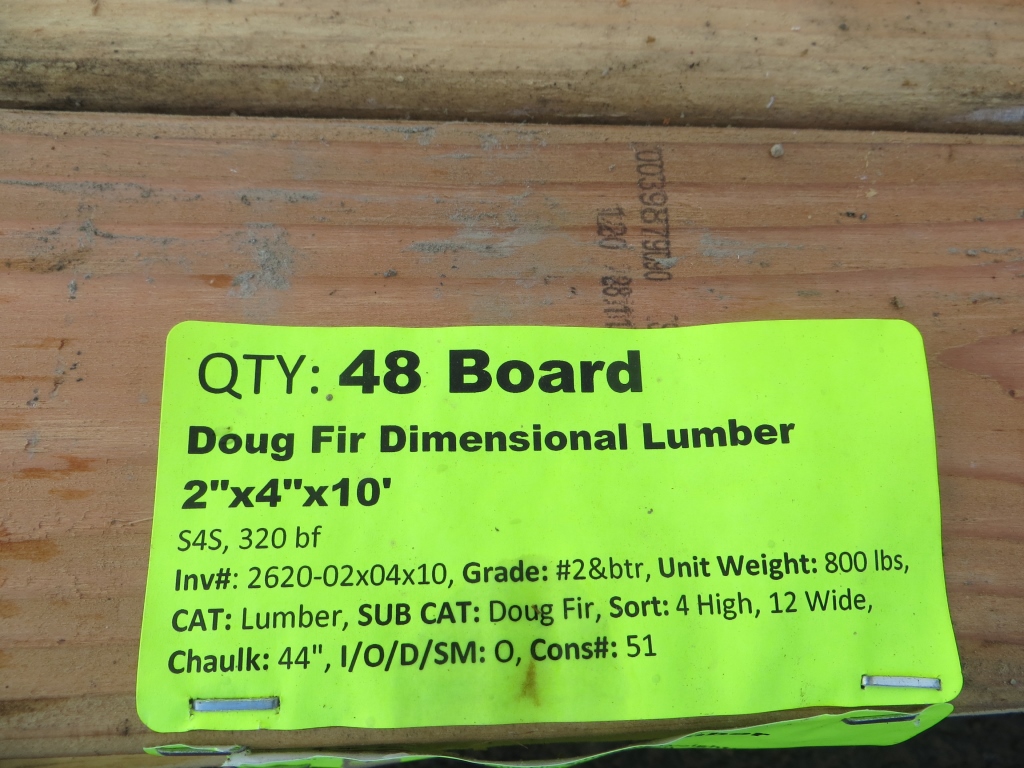 QTY: 48 Board
Doug Fir Dimensional Lumber
2"x4"x10'
S4S, 320 bf
Inv#: 2620-02x04x10, Grade: #2&btr, Unit Weight: 800 lbs,
CAT: Lumber, SUB CAT: Doug Fir, Sort: 4 High, 12 Wide,
Chaulk: 44", I/O/D/SM: O, Cons#: 51